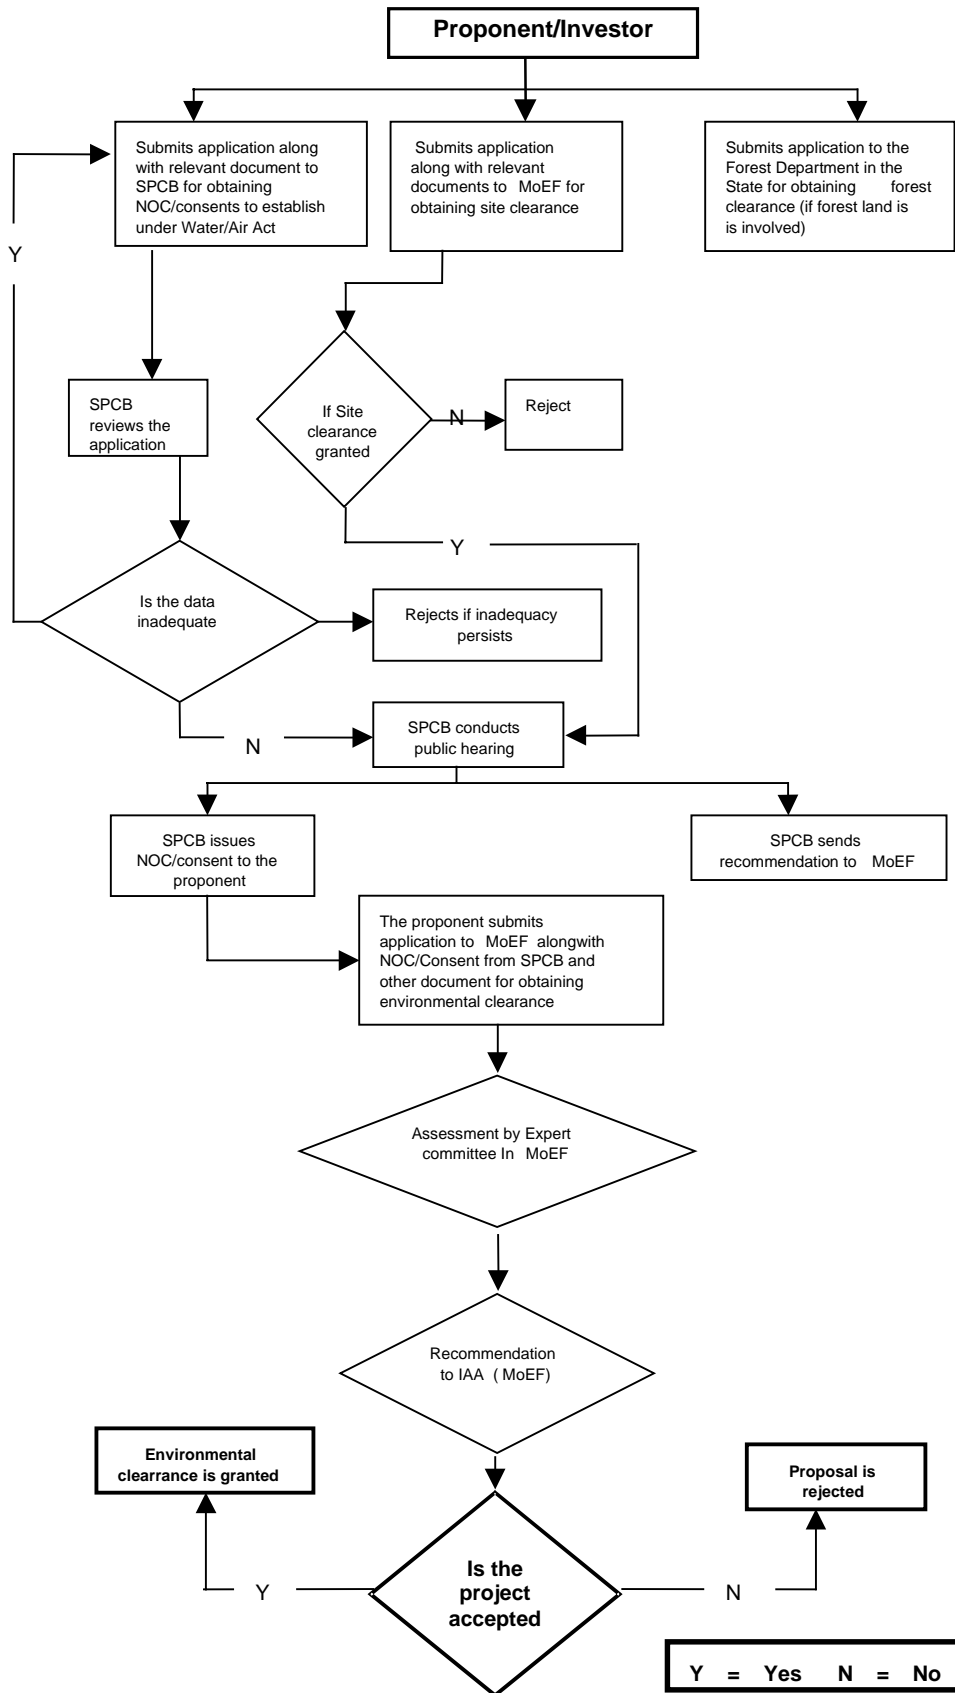 Proponent/Investor
Submits application along
with relevant document to
SPCB for obtaining
NOC/consents to establish
under Water/Air Act
Submits application
along with relevant
documents to MoEF for
obtaining site clearance
Submits application to the
Forest Department in the
State for obtaining forest
clearance (if forest land is
is involved)
Y
SPCB
reviews the
application
If Site
clearance
granted
N
Reject
Y
Is the data
inadequate
Rejects if inadequacy
persists
N
SPCB conducts
public hearing
SPCB issues
NOC/consent to the
proponent
SPCB sends
recommendation to MoEF
The proponent submits
application to MoEF alongwith
NOC/Consent from SPCB and
other document for obtaining
environmental clearance
Assessment by Expert
committee In MoEF
Recommendation
to IAA ( MoEF)
Environmental
clearrance is granted
Proposal is
rejected
Is the
project
accepted
Y
N
Y = Yes N = No